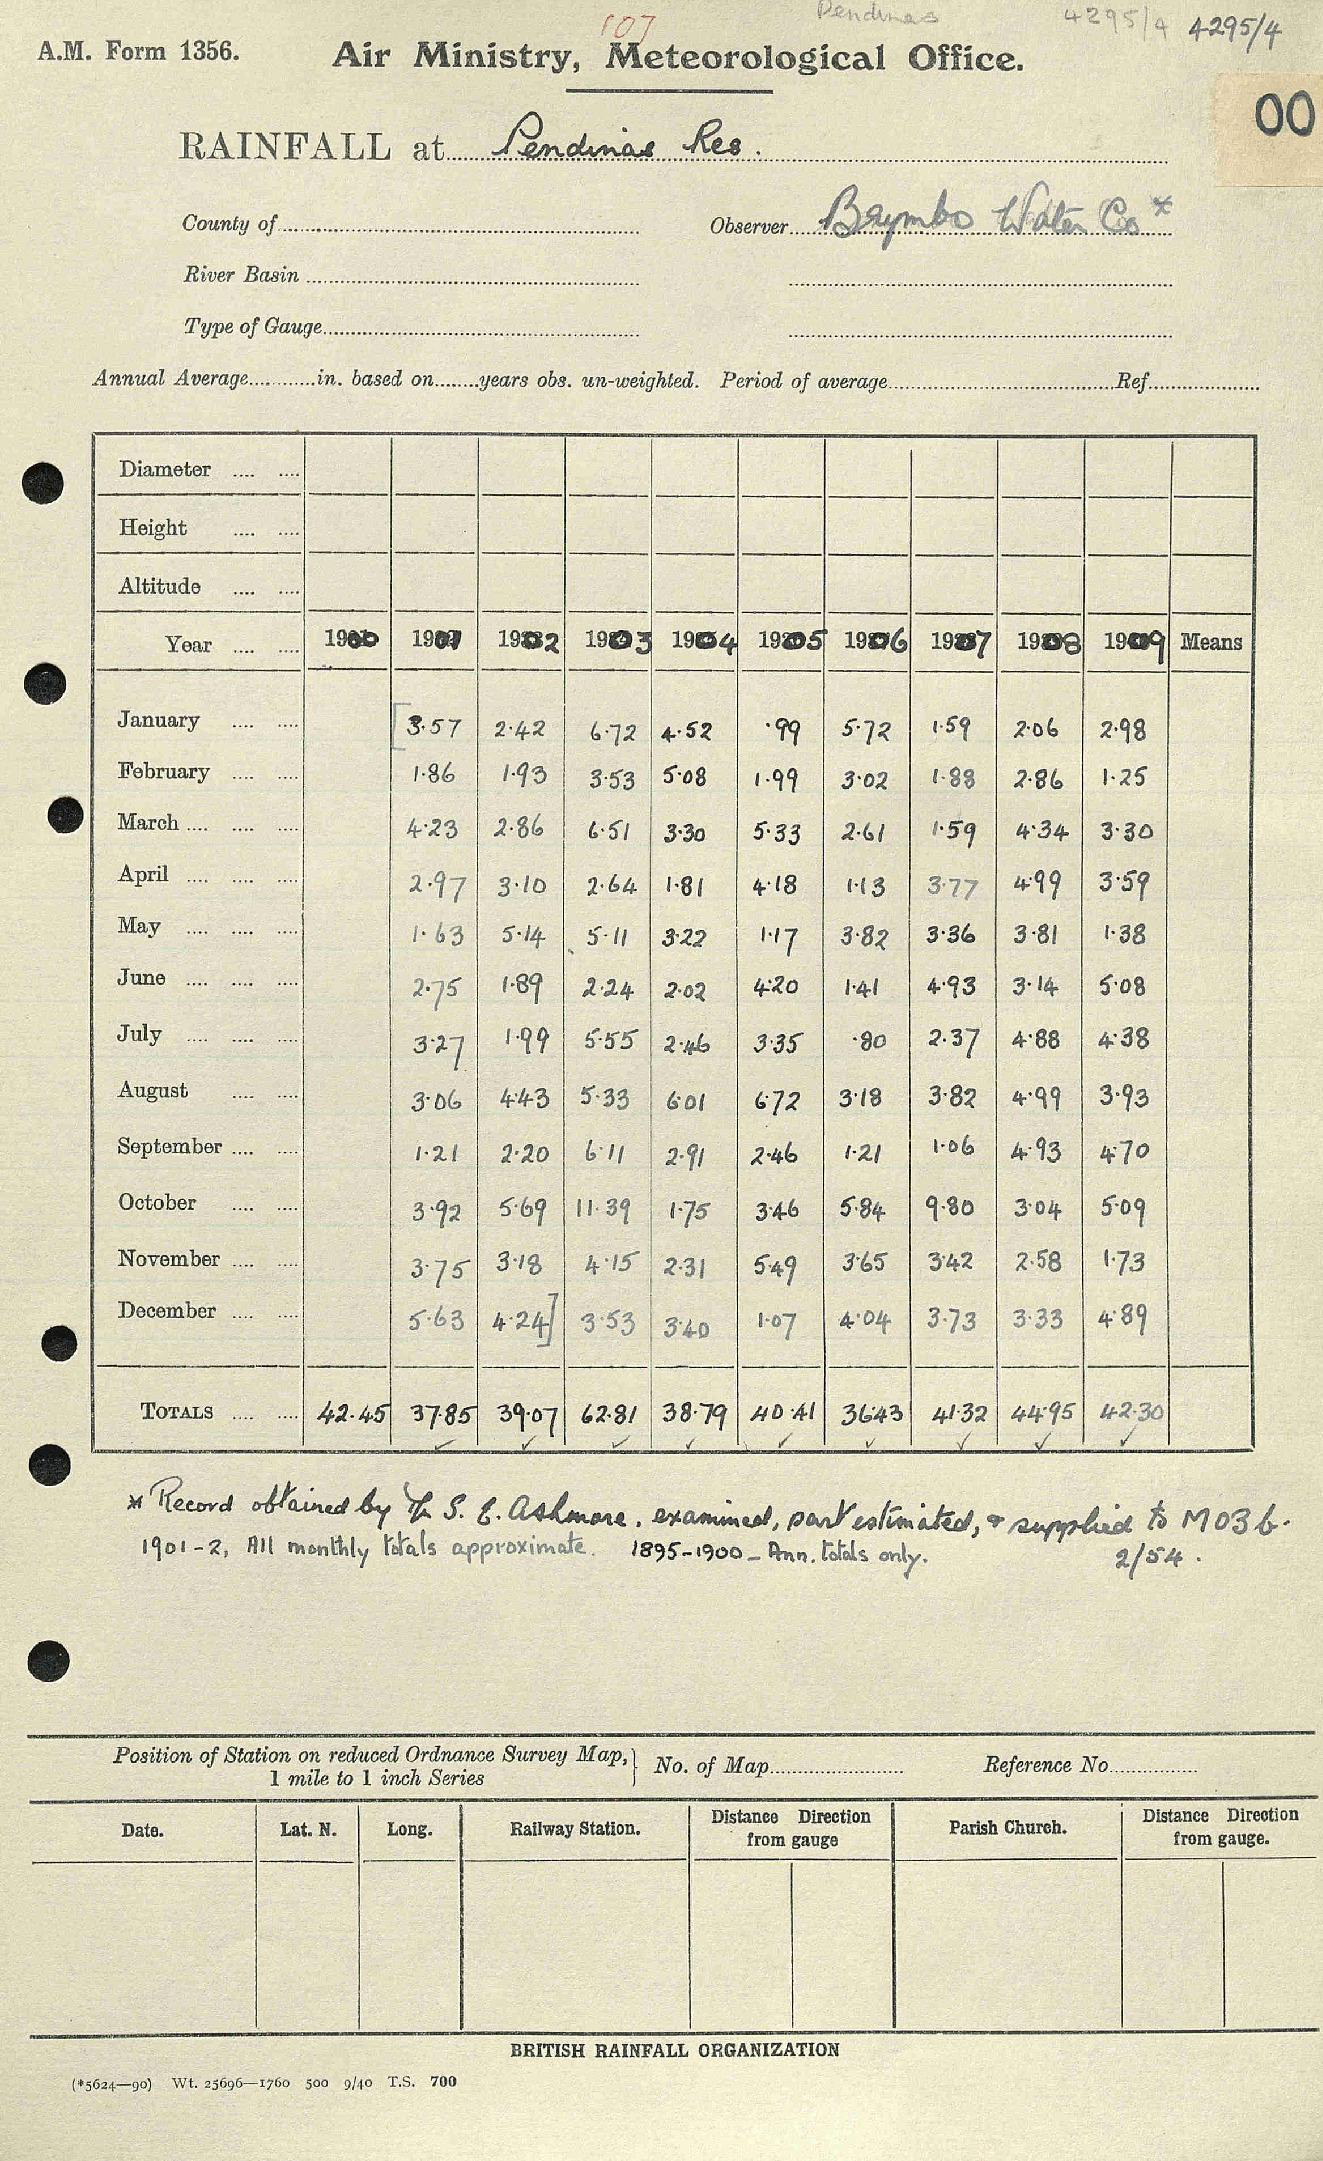 107 Pendinas 4295/4 4295/4
A.M. Form 1356. Air Ministry, Meteorological Office.
00
RAINFALL at Pendinas Res.
County of Observer Brymbo Water Co *
River Basin
Type of Gauge
Annual Average in. based on years obs. un-weighted. Period of average Ref.
Diameter
Height
Altitude
Year 1900 1901 1902 1903 1904 1905 1906 1907 1908 1909 Means
January [3.57 2.42 6.72 4.52 .99 5.72 1.59 2.06 2.98
February 1.86 1.93 3.53 5.08 1.99 3.02 1.88 2.86 1.25
March 4.23 2.86 6.51 3.30 5.33 2.61 1.59 4.34 3.30
April 2.97 3.10 2.64 1.81 4.18 1.13 3.77 4.99 3.59
May 1.63 5.14 5.11 3.22 1.17 3.82 3.36 3.81 1.38
June 2.75 1.89 2.24 2.02 4.20 1.41 4.93 3.14 5.08
July 3.27 1.99 5.55 2.46 3.35 .80 2.37 4.88 4.38
August 3.06 4.43 5.33 6.01 6.72 3.18 3.82 4.99 3.93
September 1.21 2.20 6.11 2.91 2.46 1.21 1.06 4.93 4.70
October 3.92 5.69 11.39 1.75 3.46 5.84 9.80 3.04 5.09
November 3.75 3.18 4.15 2.31 5.49 3.65 3.42 2.58 1.73
December 5.63 4.24] 3.53 3.40 1.07 4.04 3.73 3.33 4.89
TOTALS 42.45 37.85 39.07 62.81 38.79 40.41 36.43 41.32 44.95 42.30
* Record obtained by S. E. Ashmore, examined, part estimated, & supplied to MO3b.
1901-2, All monthly totals approximate. 1895-1900 - Ann. totals only. 2/54.
Position of Station on reduced Ordnance Survey Map, } No. of Map Reference No.
1 mile to 1 inch Series
Date. Lat. N. Long. Railway Station. Distance Direction from gauge Parish Church. Distance Direction from gauge.
BRITISH RAINFALL ORGANIZATION
(*5624—90) Wt. 25696—1760 500 9/40 T.S. 700